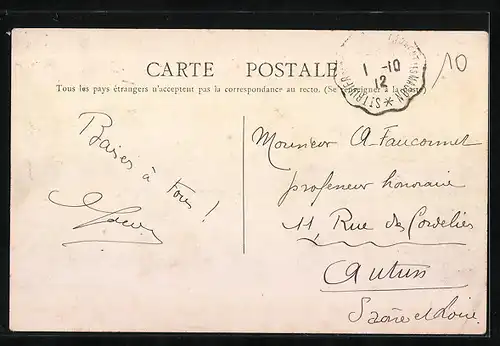 CARTE POSTALE
Tous les pays étrangers n'acceptent pas la correspondance au recto. (Se renseigner à la poste)
1 -10
12
10
Baisers à Tous !
Monsieur A. Fauconnet
professeur honoraire
11, Rue des Cordeliers
Autun
Saône et Loire